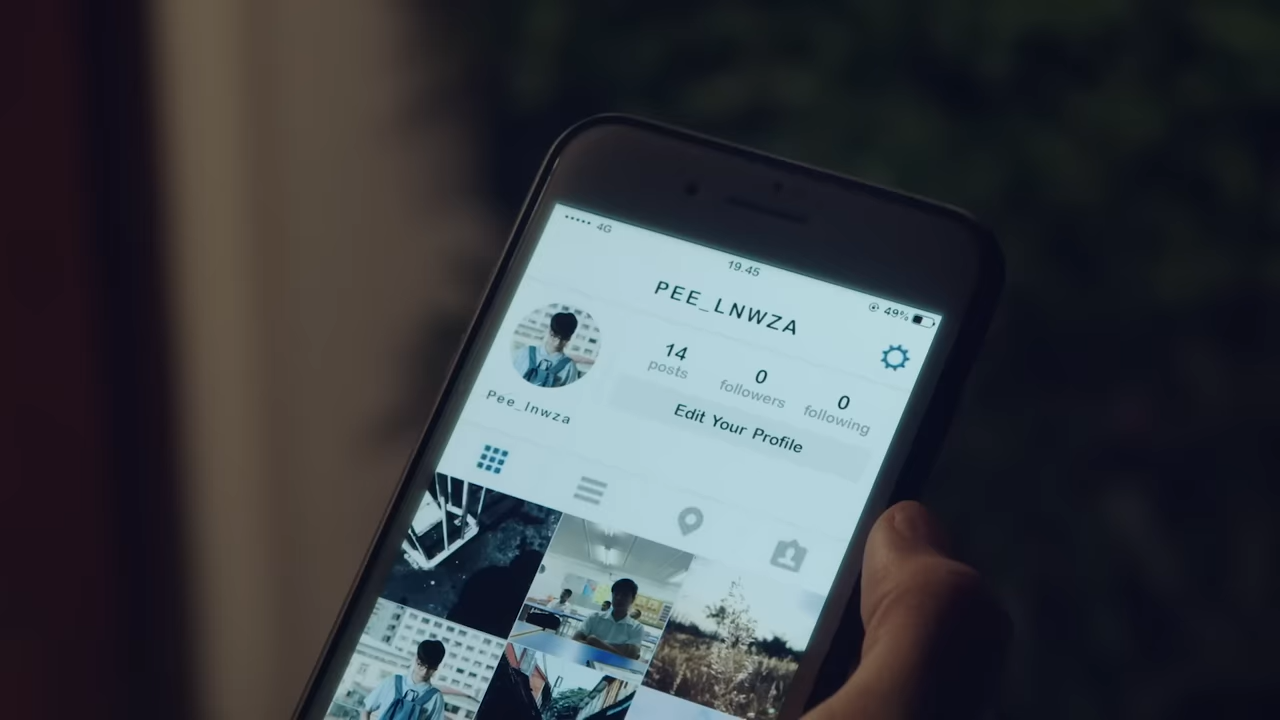 4G
19.45
49%
PEE_LNWZA
14
posts
0
followers
0
following
Edit Your Profile
Pee_lnwza